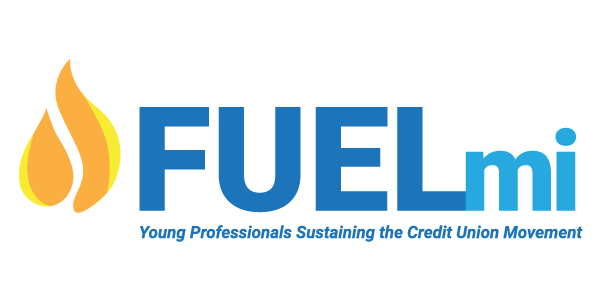 FUELmi
Young Professionals Sustaining the Credit Union Movement